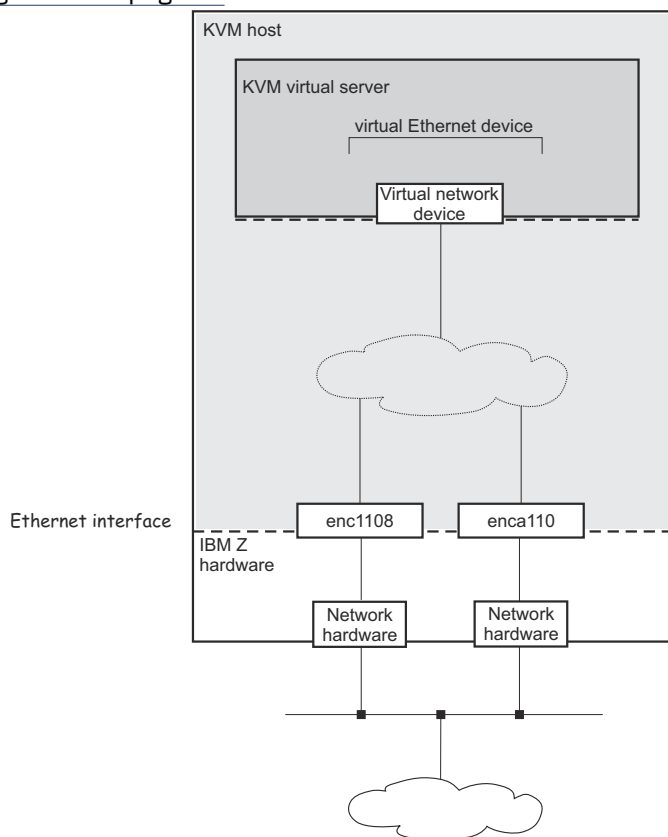 KVM host
KVM virtual server
virtual Ethernet device
Virtual network
device
Ethernet interface
enc1108
enca110
IBM Z
hardware
Network
hardware
Network
hardware